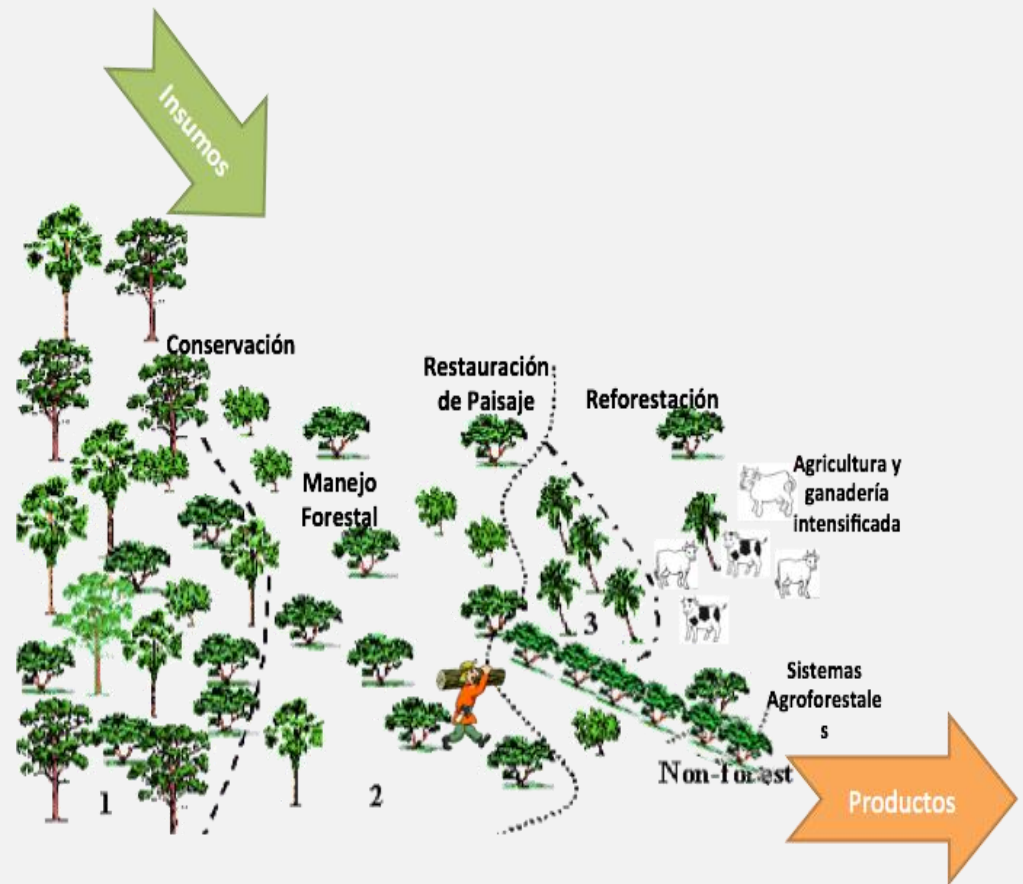 Insumos
Conservación
Restauración
de Paisaje
Reforestación
Manejo
Forestal
Agricultura y
ganadería
intensificada
3
Sistemas
Agroforestale
s
Non-forest
1
2
Productos